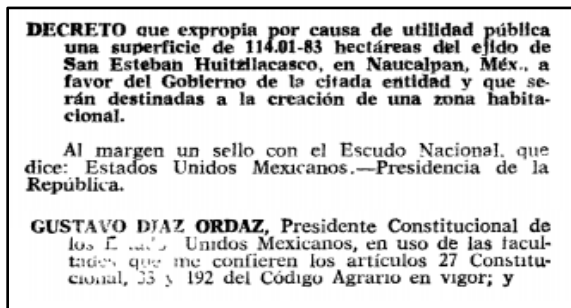 DECRETO que expropia por causa de utilidad pública
una superficie de 114.01-83 hectáreas del ejido de
San Esteban Huitzilacasco, en Naucalpan, Méx., a
favor del Gobierno de la citada entidad y que se-
rán destinadas a la creación de una zona habita-
cional.
Al margen un sello con el Escudo Nacional, que
dice: Estados Unidos Mexicanos.—Presidencia de la
República.
GUSTAVO DIAZ ORDAZ, Presidente Constitucional de
los Unidos Mexicanos, en uso de las facul-
tades que me confieren los artículos 27 Constitu-
cional, 33 y 192 del Código Agrario en vigor; y